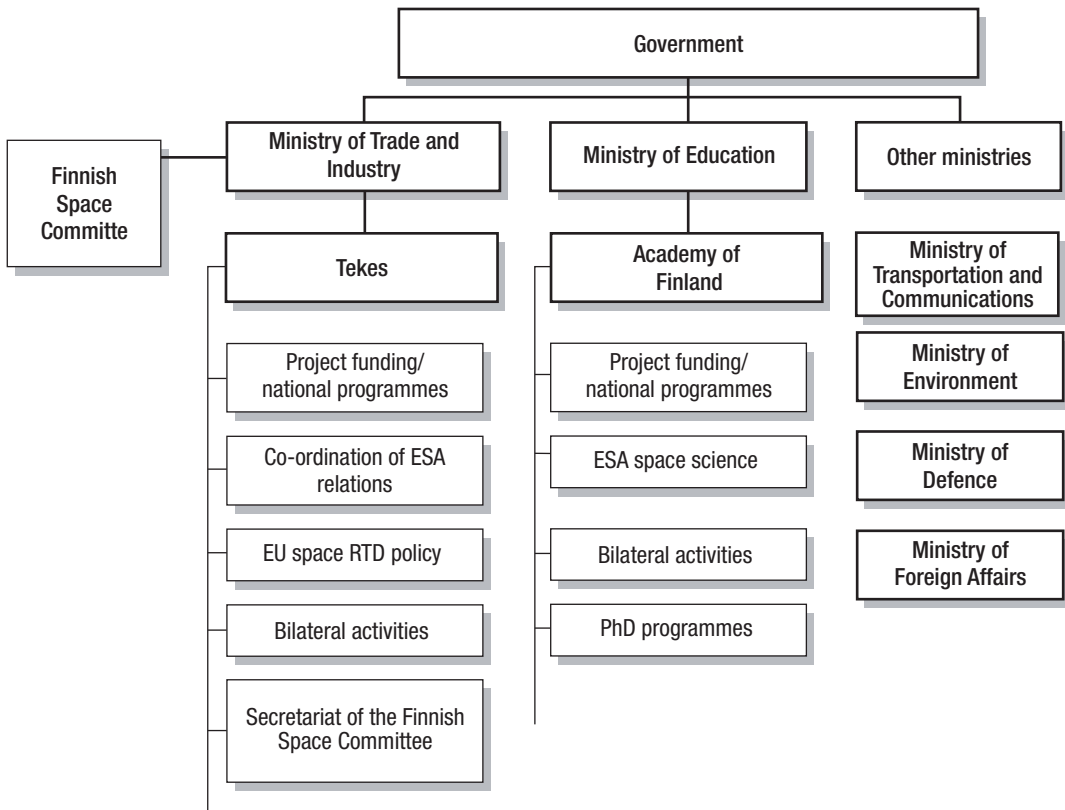 Government
Ministry of Trade and
Industry
Ministry of Education
Other ministries
Finnish
Space
Committe
Tekes
Academy of
Finland
Ministry of
Transportation and
Communications
Project funding/
national programmes
Project funding/
national programmes
Ministry of
Environment
Co-ordination of ESA
relations
ESA space science
Ministry of
Defence
EU space RTD policy
Bilateral activities
Ministry of
Foreign Affairs
Bilateral activities
PhD programmes
Secretariat of the Finnish
Space Committee